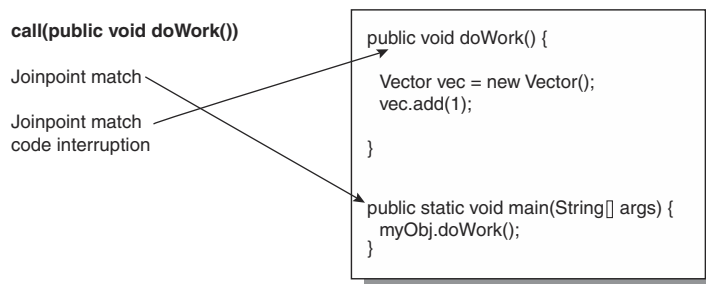 call(public void doWork())
Joinpoint match
Joinpoint match
code interruption
public void doWork() {
Vector vec = new Vector();
vec.add(1);
}
public static void main(String[] args) {
myObj.doWork();
}